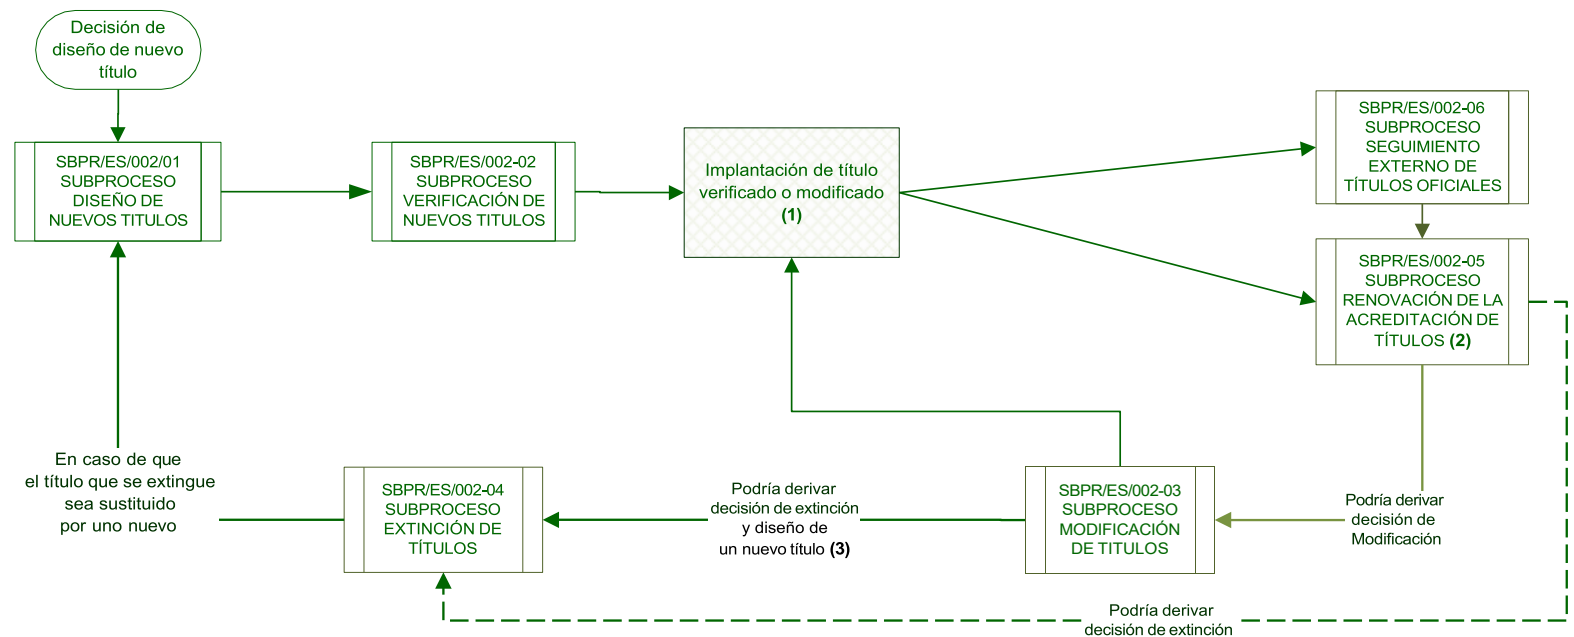 Decisión de
diseño de nuevo
título
SBPR/ES/002/01
SUBPROCESO
DISEÑO DE
NUEVOS TITULOS
SBPR/ES/002-02
SUBPROCESO
VERIFICACIÓN DE
NUEVOS TITULOS
Implantación de título
verificado o modificado
(1)
SBPR/ES/002-06
SUBPROCESO
SEGUIMIENTO
EXTERNO DE
TÍTULOS OFICIALES
SBPR/ES/002-05
SUBPROCESO
RENOVACIÓN DE LA
ACREDITACIÓN DE
TÍTULOS (2)
En caso de que
el título que se extingue
sea sustituido
por uno nuevo
SBPR/ES/002-04
SUBPROCESO
EXTINCIÓN DE
TÍTULOS
Podría derivar
decisión de extinción
y diseño de
un nuevo título (3)
SBPR/ES/002-03
SUBPROCESO
MODIFICACIÓN
DE TITULOS
Podría derivar
decisión de
Modificación
Podría derivar
decisión de extinción